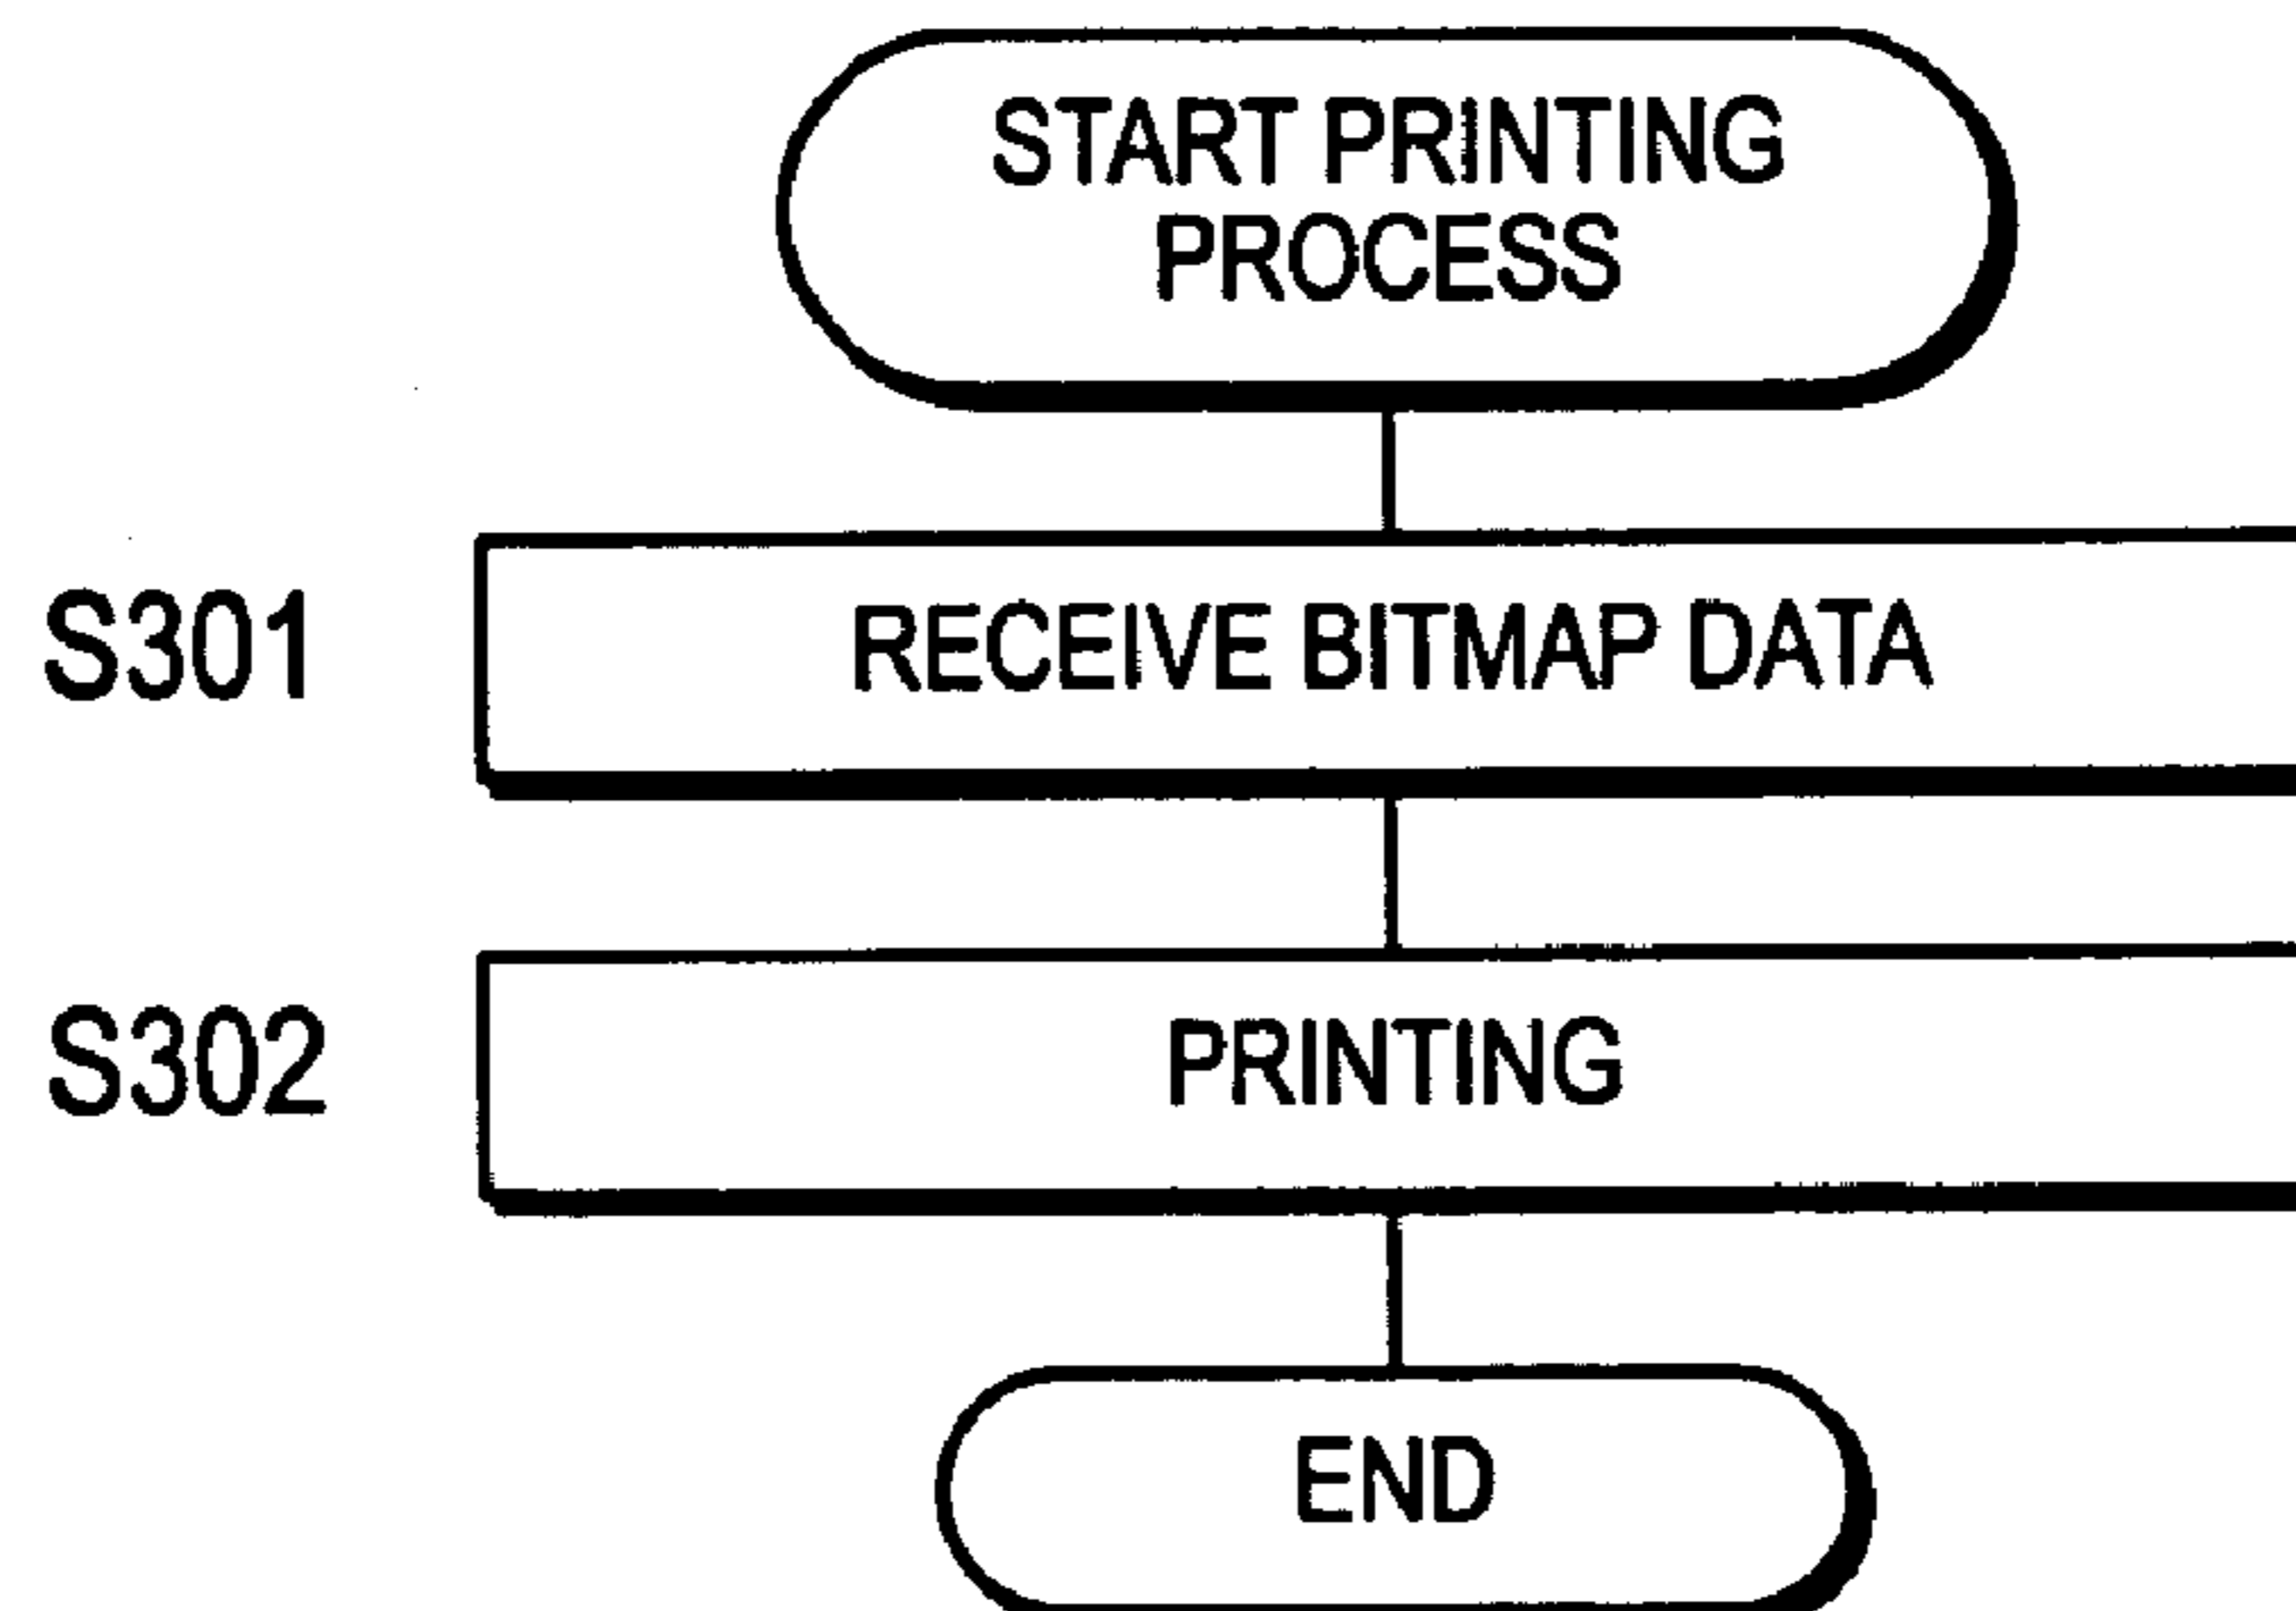 START PRINTING
PROCESS
S301
RECEIVE BITMAP DATA
S302
PRINTING
END